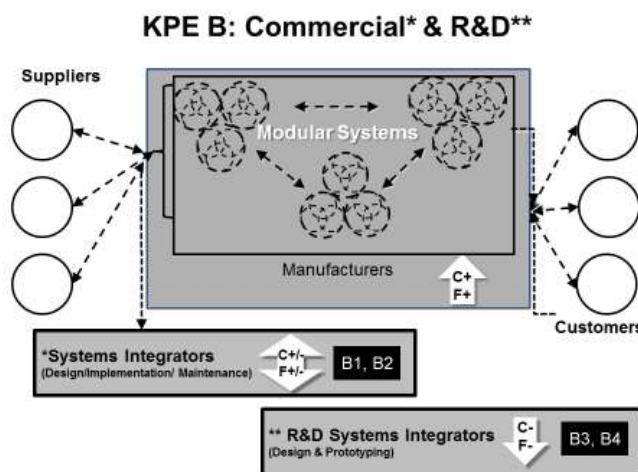 KPE B: Commercial* & R&D**
Suppliers
Modular Systems
Manufacturers
C+
F+
Customers
*Systems Integrators
(Design/Implementation/ Maintenance)
C+/-
F+/-
B1, B2
** R&D Systems Integrators
(Design & Prototyping)
C-
F-
B3, B4